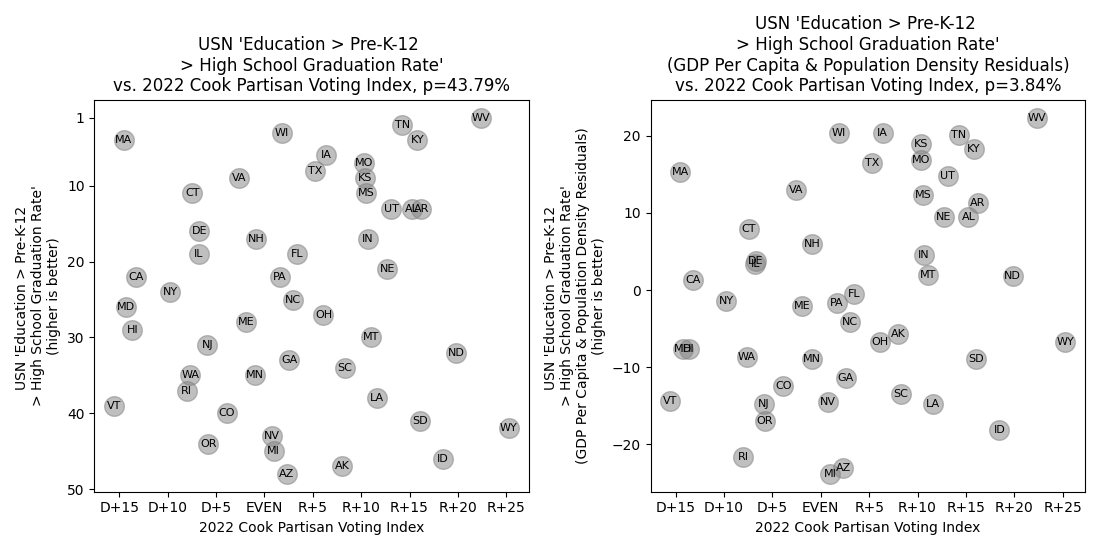 USN 'Education > Pre-K-12
> High School Graduation Rate'
vs. 2022 Cook Partisan Voting Index, p=43.79%
USN 'Education > Pre-K-12
> High School Graduation Rate'
(higher is better)
1
10
20
30
40
50
WV
TN
WI
MA
KY
IA
MO
TX
VA
KS
CT
MS
UT
AL
AR
DE
NH
IN
IL
FL
NE
CA
PA
NY
NC
MD
OH
ME
HI
MT
NJ
ND
GA
SC
WA
MN
RI
LA
VT
CO
SD
WY
NV
OR
MI
ID
AK
AZ
D+15
D+10
D+5
EVEN
R+5
R+10
R+15
R+20
R+25
2022 Cook Partisan Voting Index
USN 'Education > Pre-K-12
> High School Graduation Rate'
(GDP Per Capita & Population Density Residuals)
vs. 2022 Cook Partisan Voting Index, p=3.84%
USN 'Education > Pre-K-12
> High School Graduation Rate'
(GDP Per Capita & Population Density Residuals)
(higher is better)
20
10
0
−10
−20
WV
WI
IA
TN
KS
KY
MO
TX
MA
UT
VA
MS
AR
NE
AL
CT
NH
IN
DE
IL
MT
ND
CA
FL
NY
PA
ME
NC
AK
OH
WY
MD
HI
WA
MN
SD
GA
CO
SC
VT
NV
NJ
LA
OR
ID
RI
AZ
MI
D+15
D+10
D+5
EVEN
R+5
R+10
R+15
R+20
R+25
2022 Cook Partisan Voting Index